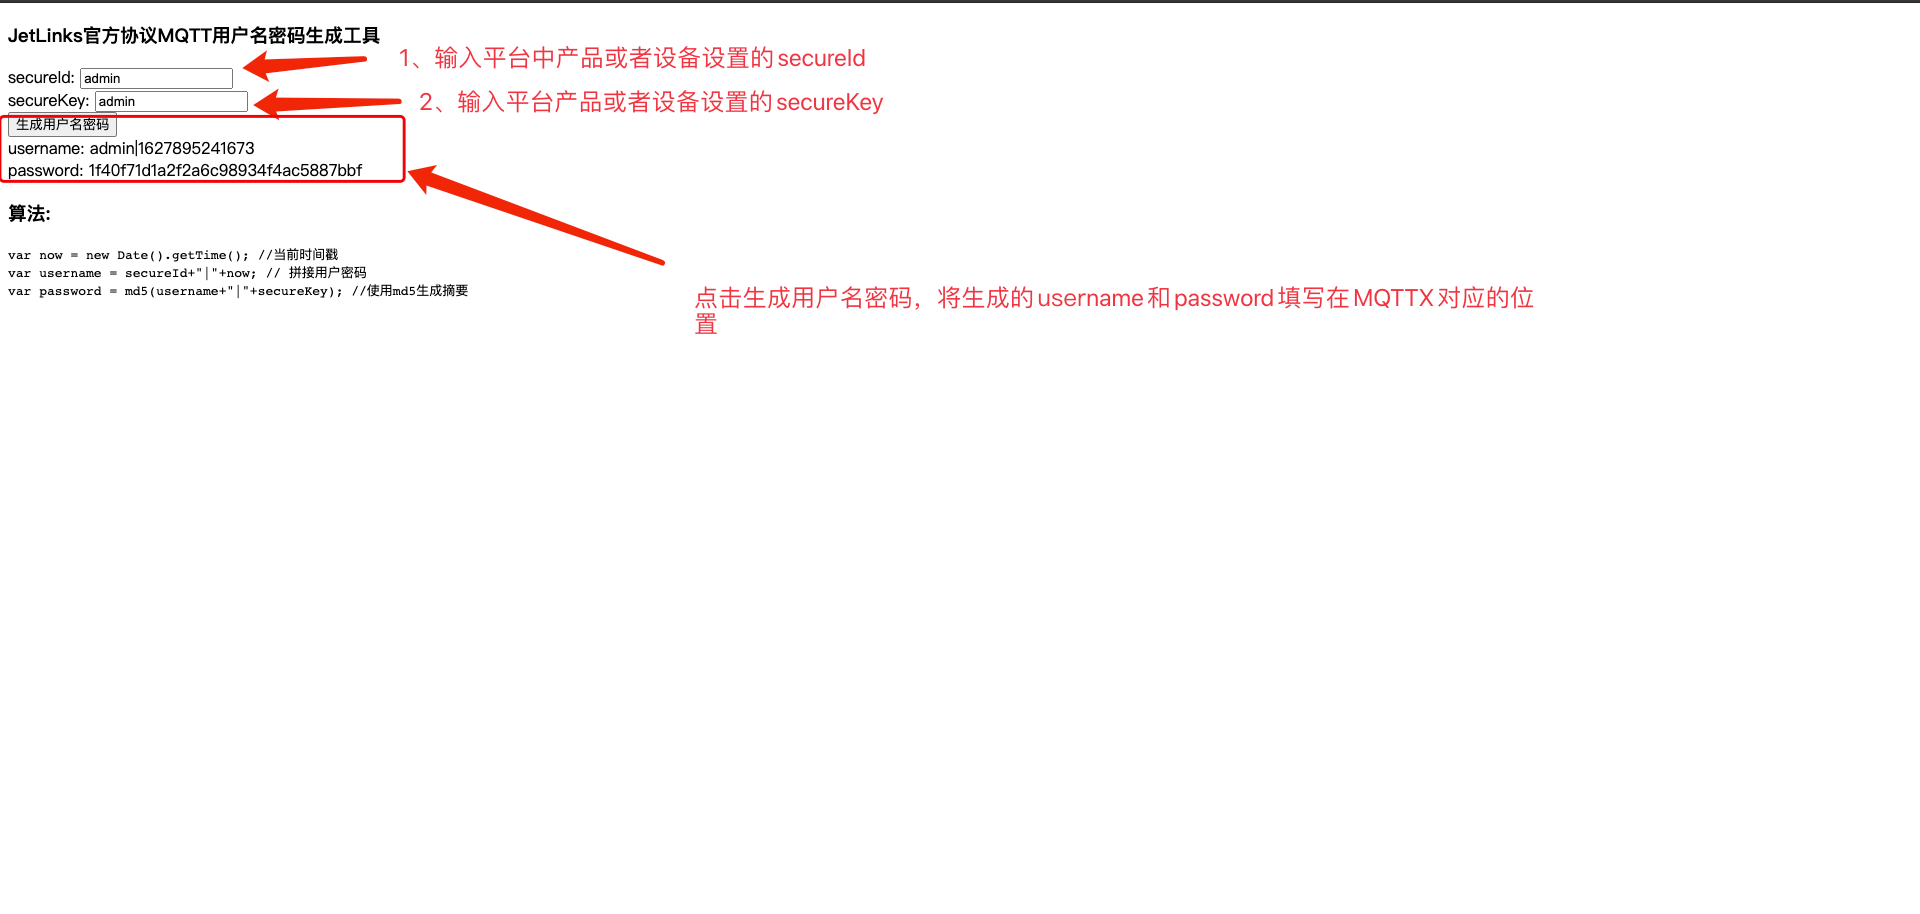 JetLinks官方协议MQTT用户名密码生成工具
secureId: admin
1、输入平台中产品或者设备设置的secureId
secureKey: admin
2、输入平台产品或者设备设置的secureKey
生成用户名密码
username: admin|1627895241673
password: 1f40f71d1a2f2a6c98934f4ac5887bbf
算法:
var now = new Date().getTime(); //当前时间戳
var username = secureId+"|"+now; // 拼接用户密码
var password = md5(username+"|"+secureKey); //使用md5生成摘要
点击生成用户名密码，将生成的username和password填写在MQTTX对应的位
置